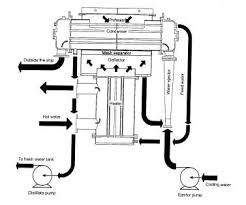 Preheater
Condenser
Mesh separator
Deflector
Outside the ship
Water ejector
Feed water
Hot water
Heater
To fresh water tank
Distillate pump
Ejector pump
Cooling water